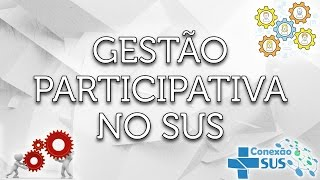 GESTÃO
PARTICIPATIVA
NO SUS
Conexão
SUS